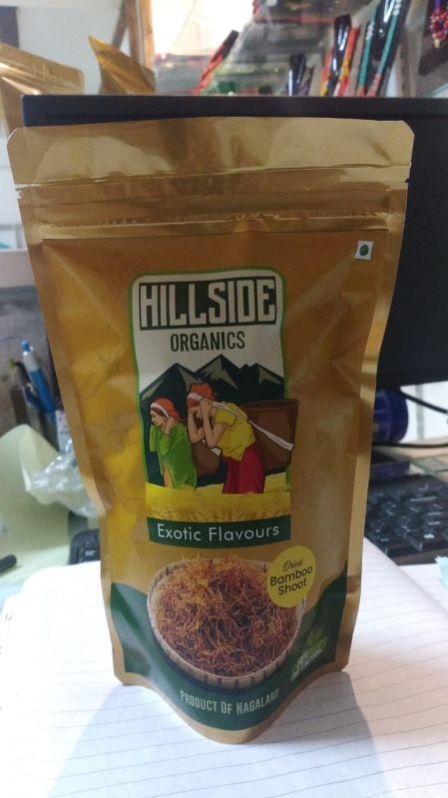 HILLSIDE
ORGANICS
Exotic Flavours
Dried
Bamboo
Shoot
PRODUCT OF NAGALAND